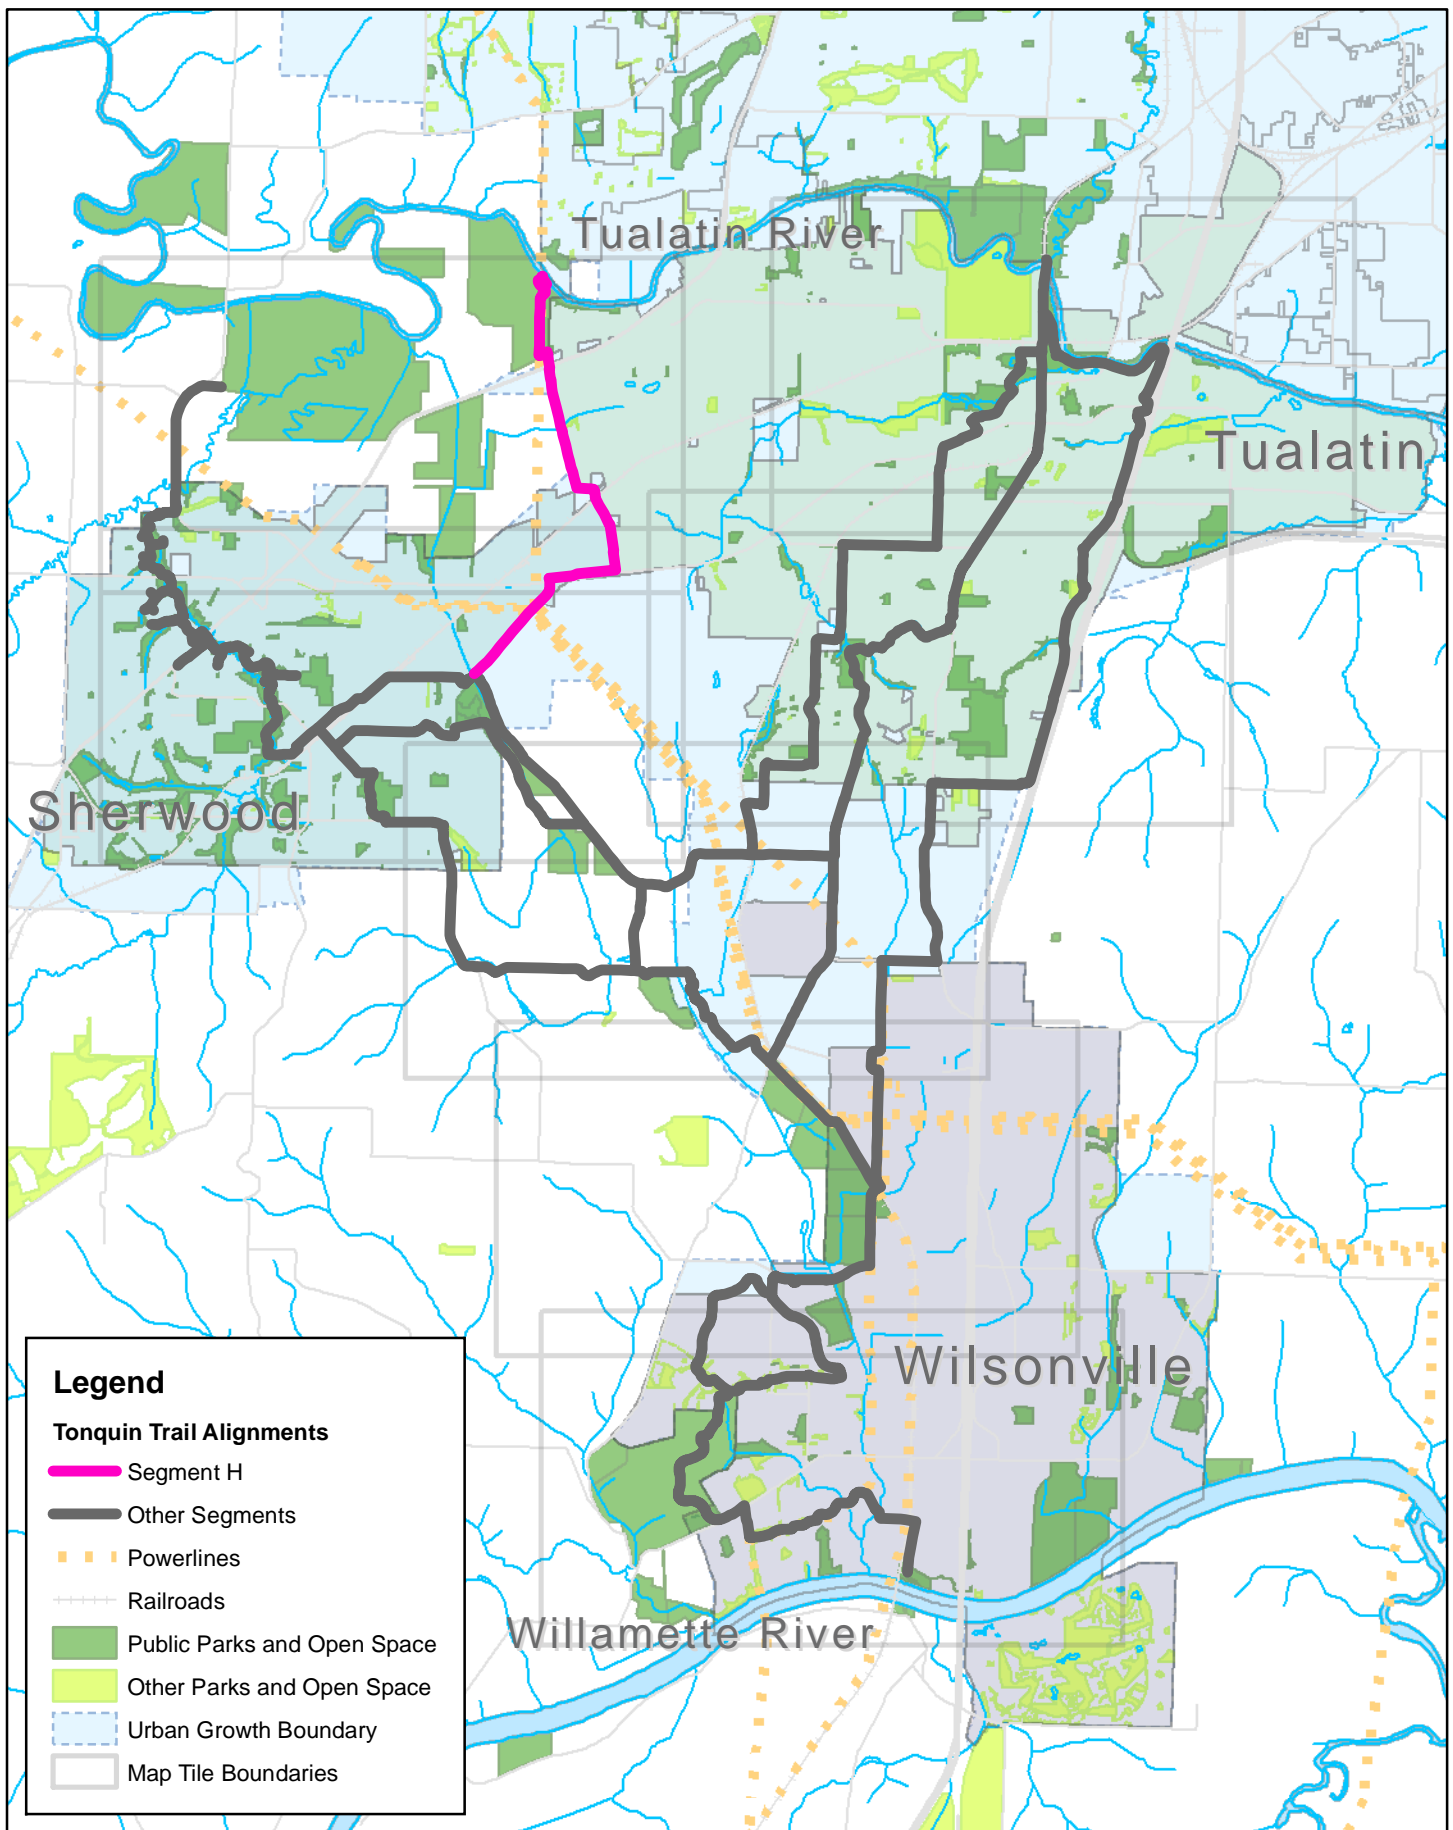 Tualatin River
Tualatin
Sherwood
Wilsonville
Willamette River
Legend
Tonquin Trail Alignments
Segment H
Other Segments
Powerlines
Railroads
Public Parks and Open Space
Other Parks and Open Space
Urban Growth Boundary
Map Tile Boundaries